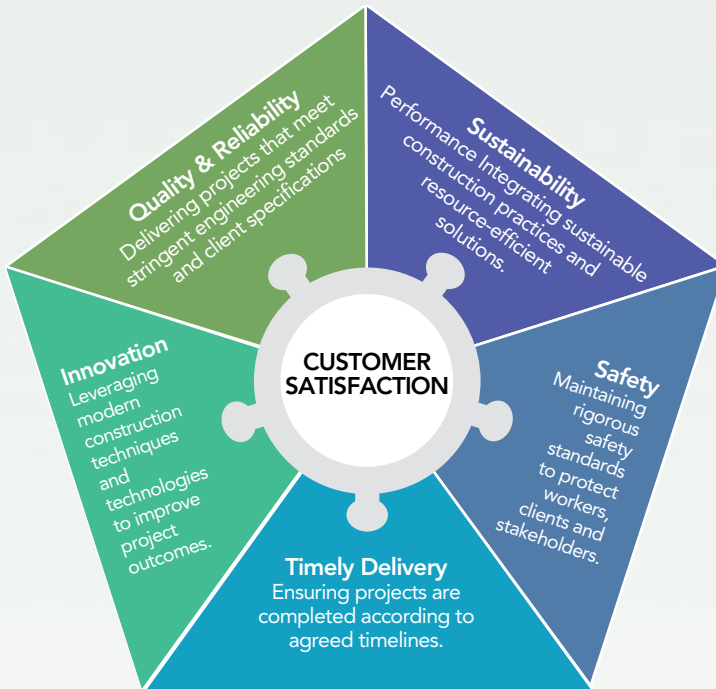 Quality & Reliability
Delivering projects that meet
stringent engineering standards
and client specifications
Sustainability
Performance Integrating sustainable
construction practices and
resource-efficient
solutions.
Innovation
Leveraging
modern
construction
techniques
and
technologies
to improve
project
outcomes.
CUSTOMER
SATISFACTION
Safety
Maintaining
rigorous
safety
standards
to protect
workers,
clients and
stakeholders.
Timely Delivery
Ensuring projects are
completed according to
agreed timelines.